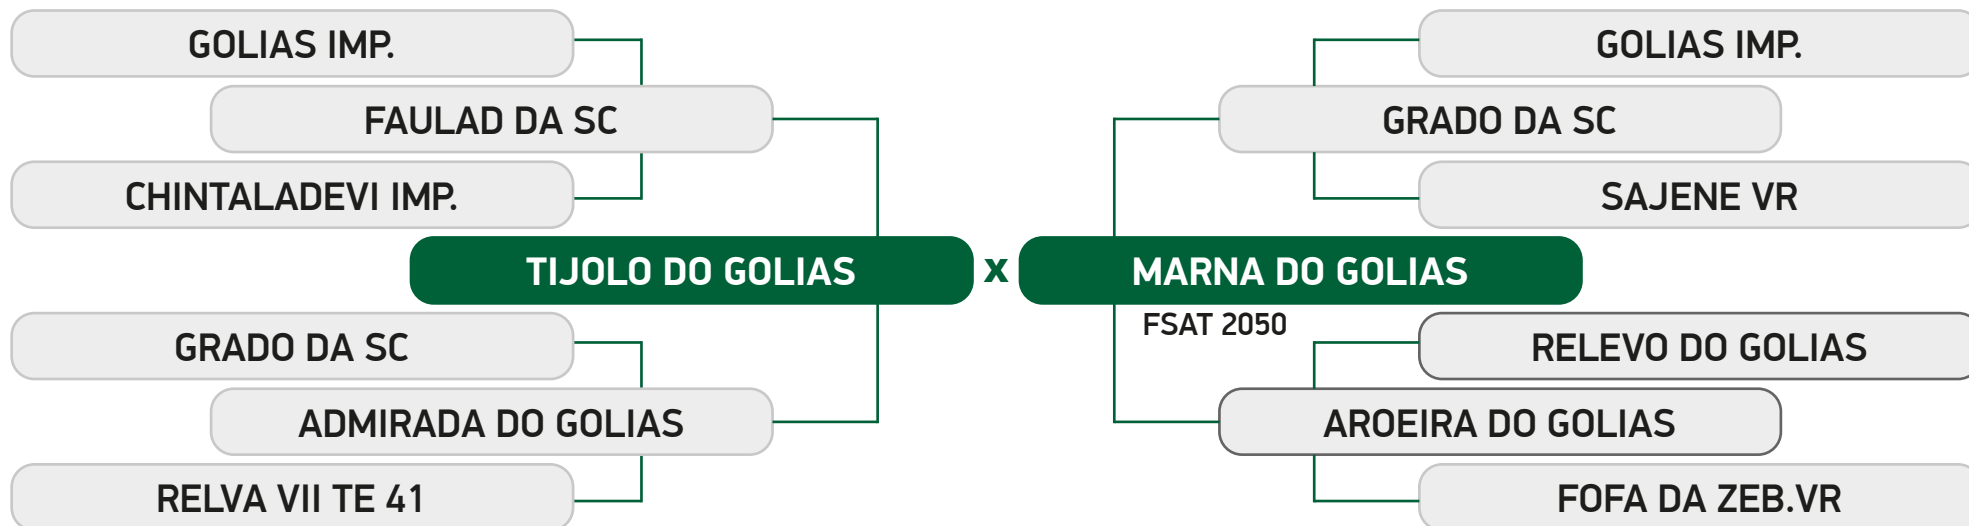 GOLIAS IMP.
GOLIAS IMP.
FAULAD DA SC
GRADO DA SC
CHINTALADEVI IMP.
SAJENE VR
TIJOLO DO GOLIAS x MARNA DO GOLIAS
FSAT 2050
GRADO DA SC
RELEVO DO GOLIAS
ADMIRADA DO GOLIAS
AROEIRA DO GOLIAS
RELVA VII TE 41
FOFA DA ZEB.VR